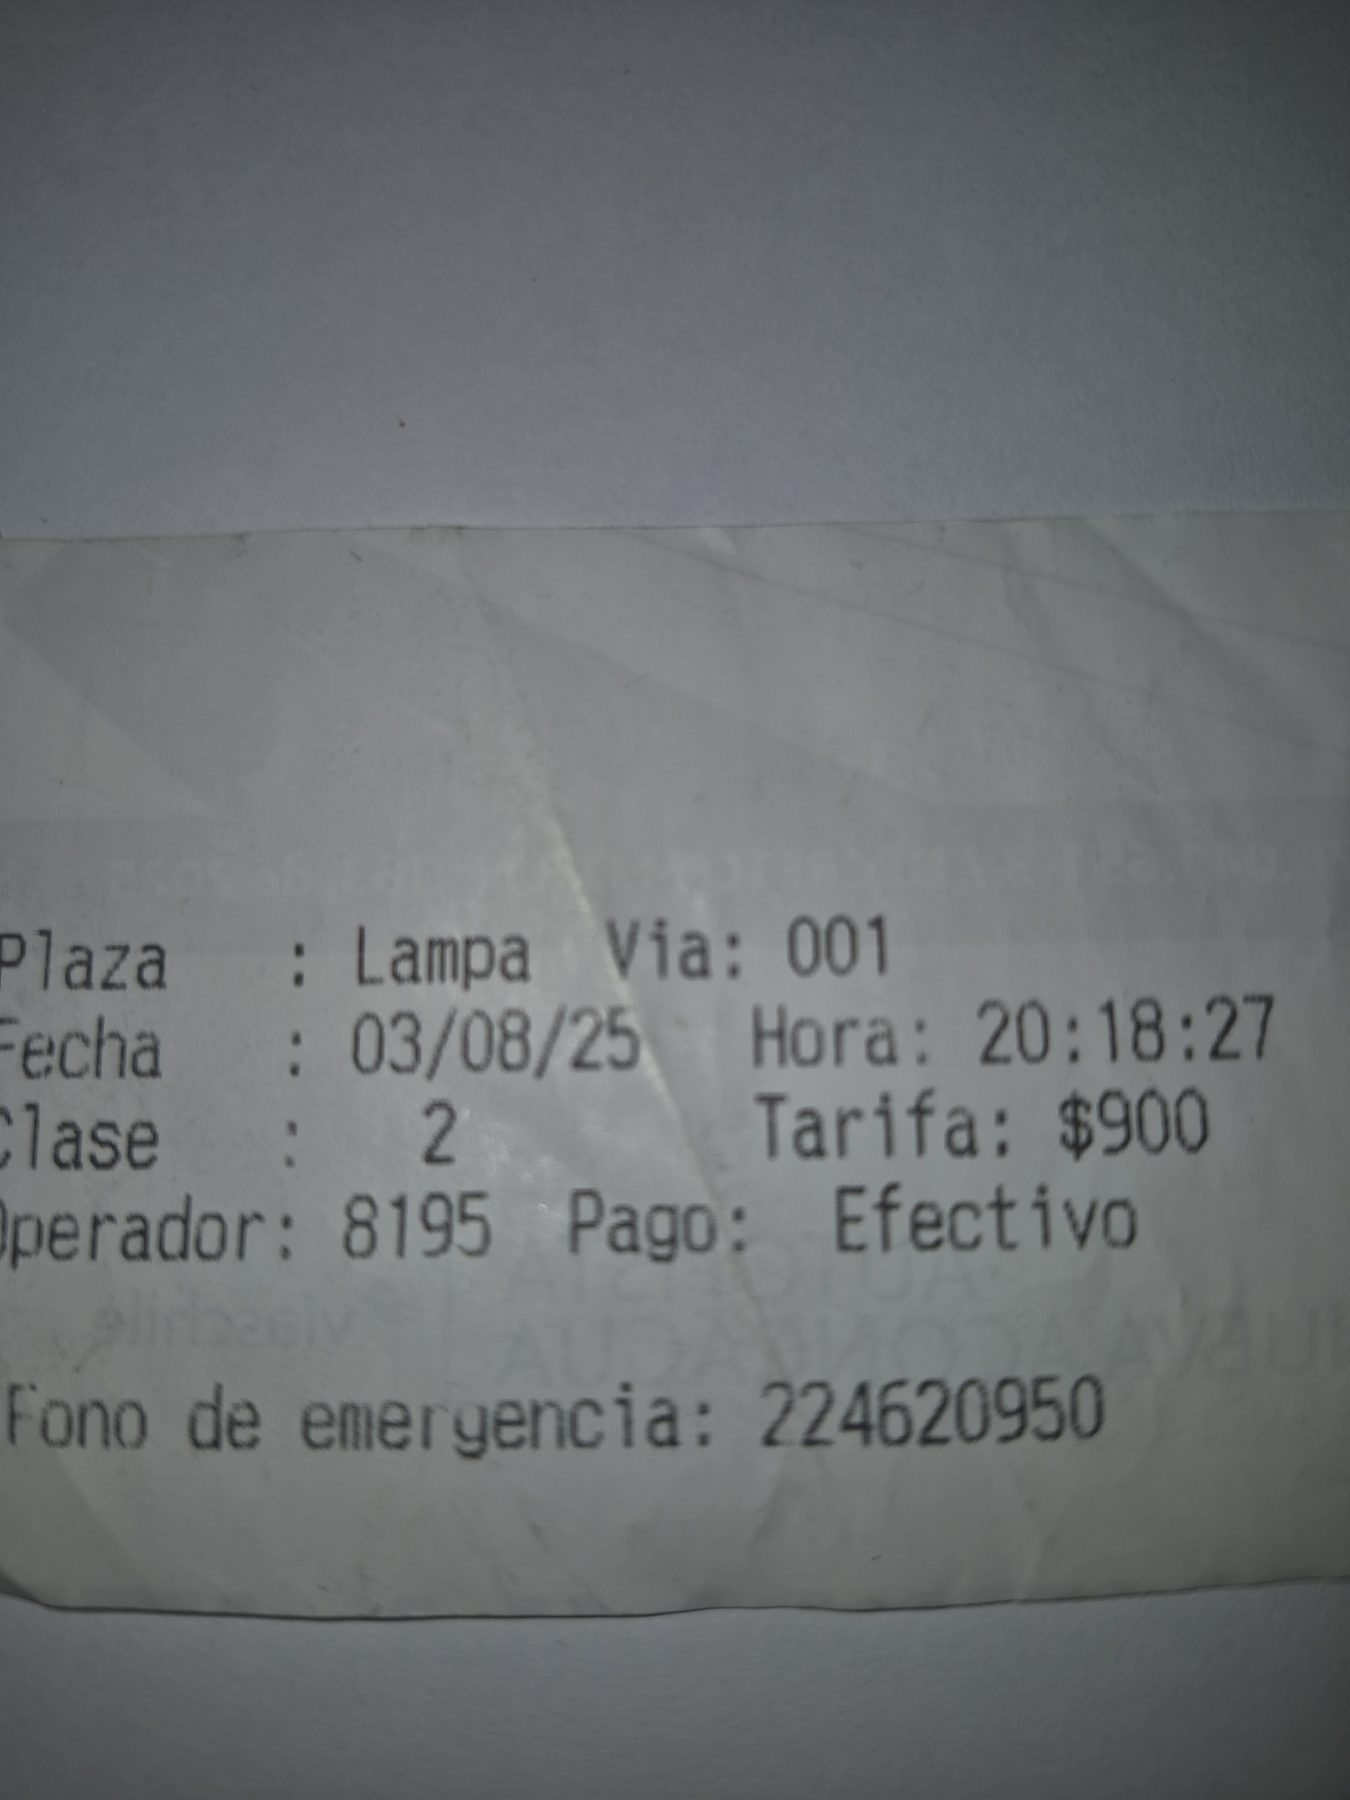 Plaza : Lampa Via: 001
Fecha : 03/08/25 Hora: 20:18:27
Clase : 2 Tarifa: $900
Operador: 8195 Pago: Efectivo
Fono de emergencia: 224620950